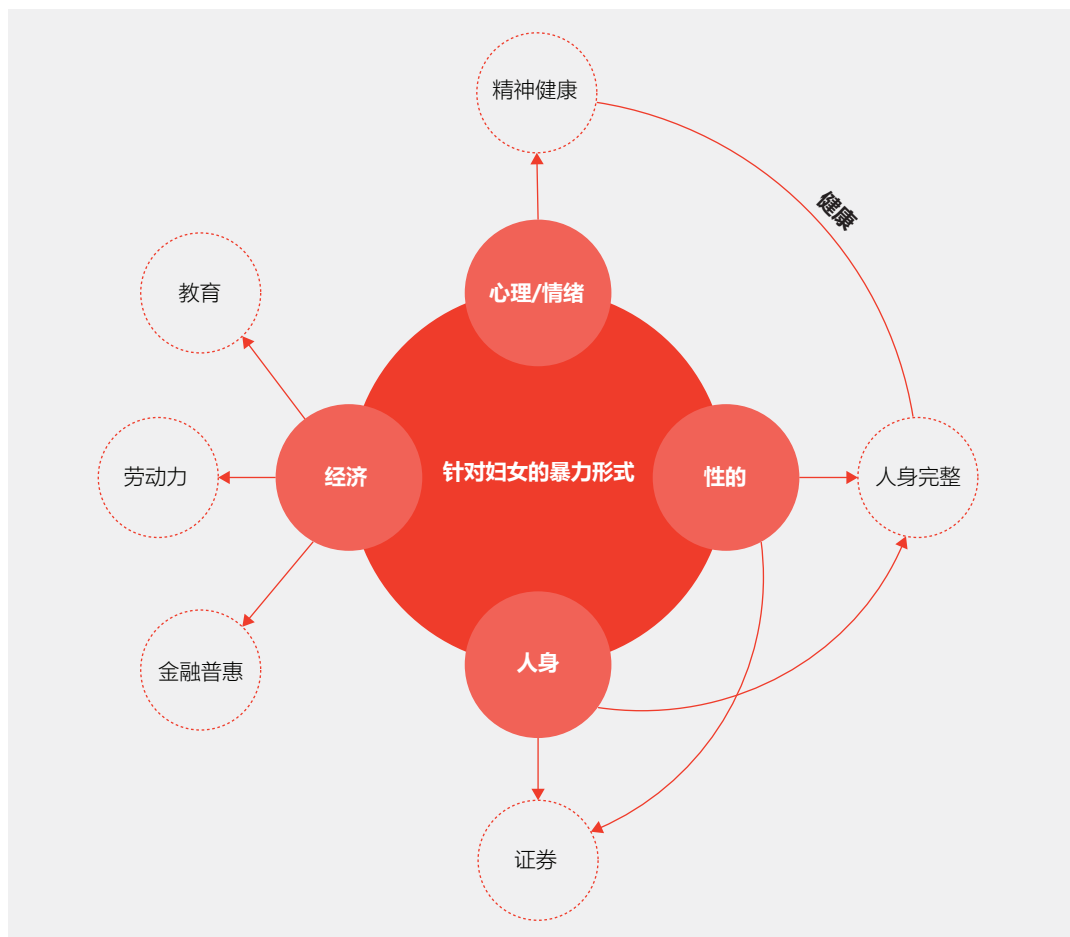 精神健康
健康
教育
心理/情绪
劳动力
经济
针对妇女的暴力形式
性的
人身完整
金融普惠
人身
证券